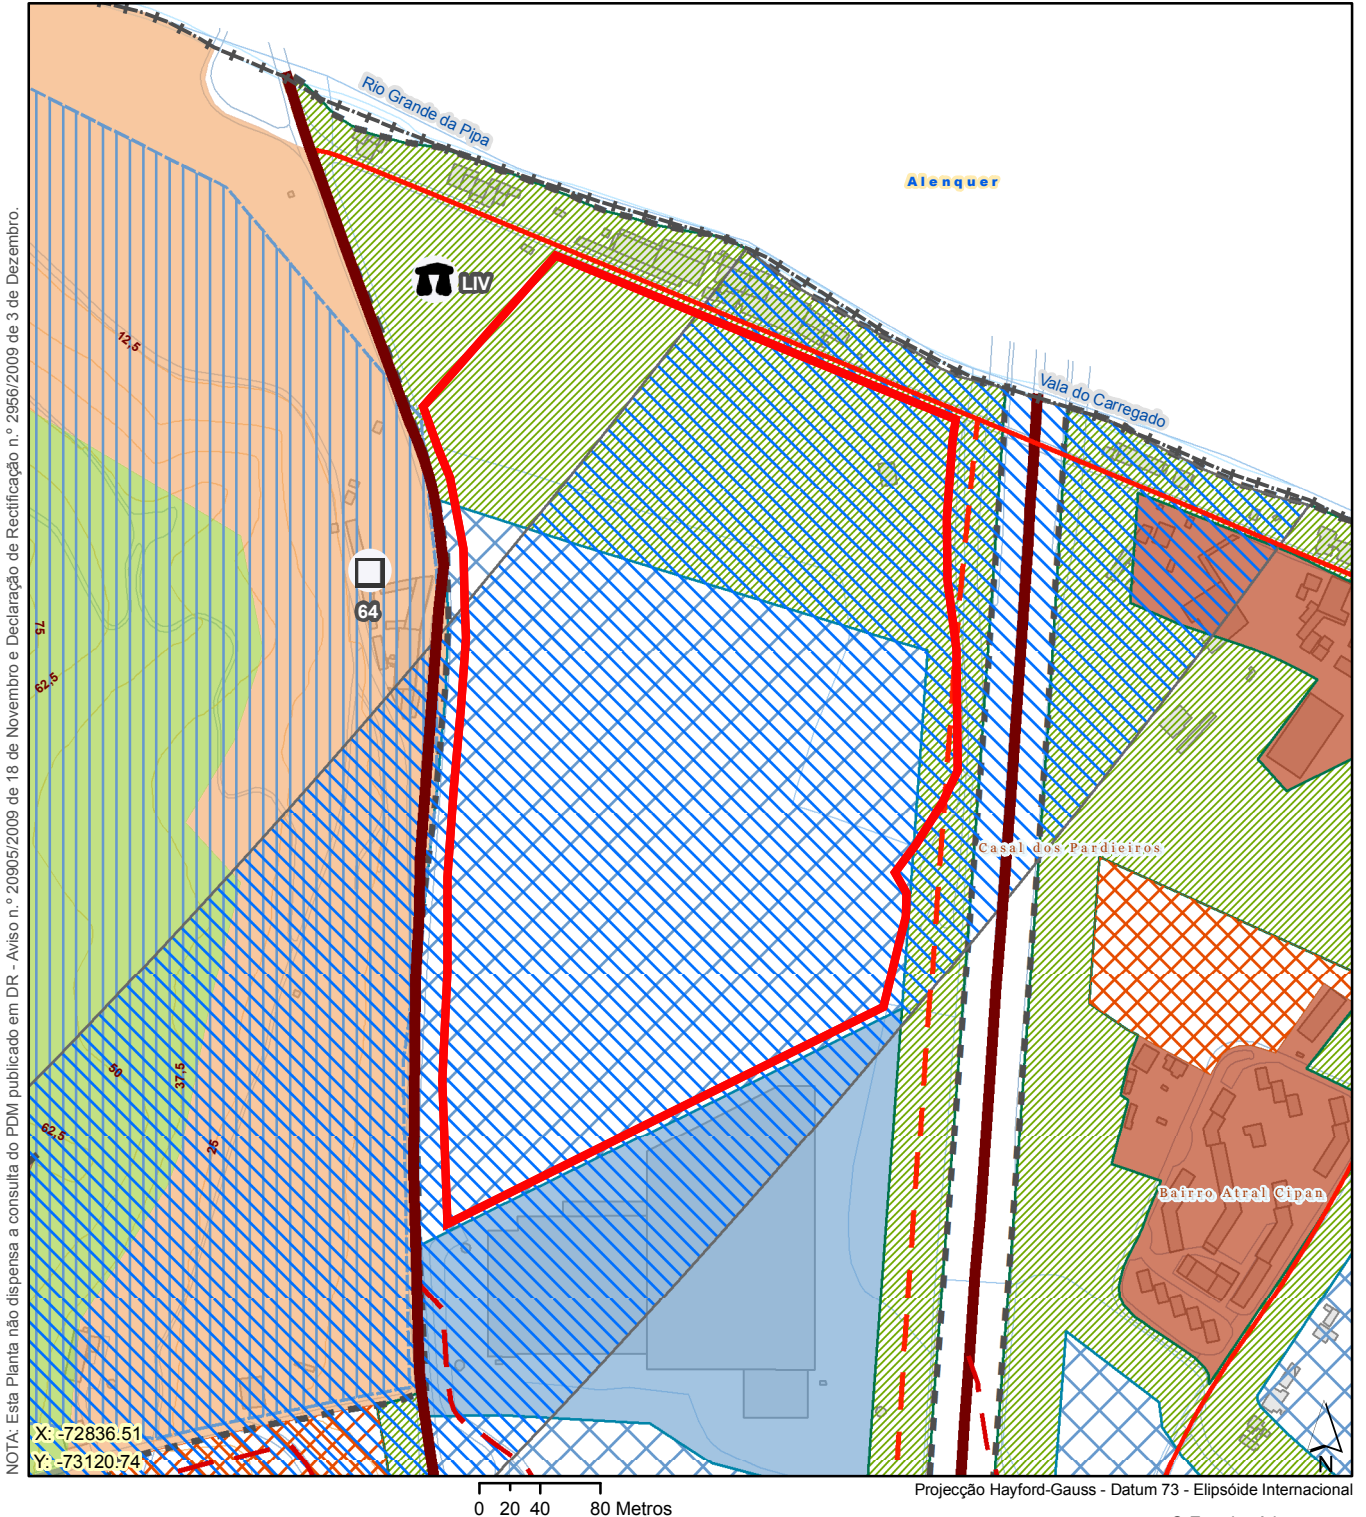 NOTA: Esta Planta não dispensa a consulta do PDM publicado em DR - Aviso n.º 20905/2009 de 18 de Novembro e Declaração de Rectificação n.º 2956/2009 de 3 de Dezembro.
Rio Grande da Pipa
Alenquer
LIV
12,5
Vala do Carregado
64
75
62,5
Casal dos Pardieiros
50
37,5
62,5
25
Bairro Atral Cipan
X: -72836.51
Y: -73120.74
N
0 20 40 80 Metros
Projecção Hayford-Gauss - Datum 73 - Elipsóide Internacional